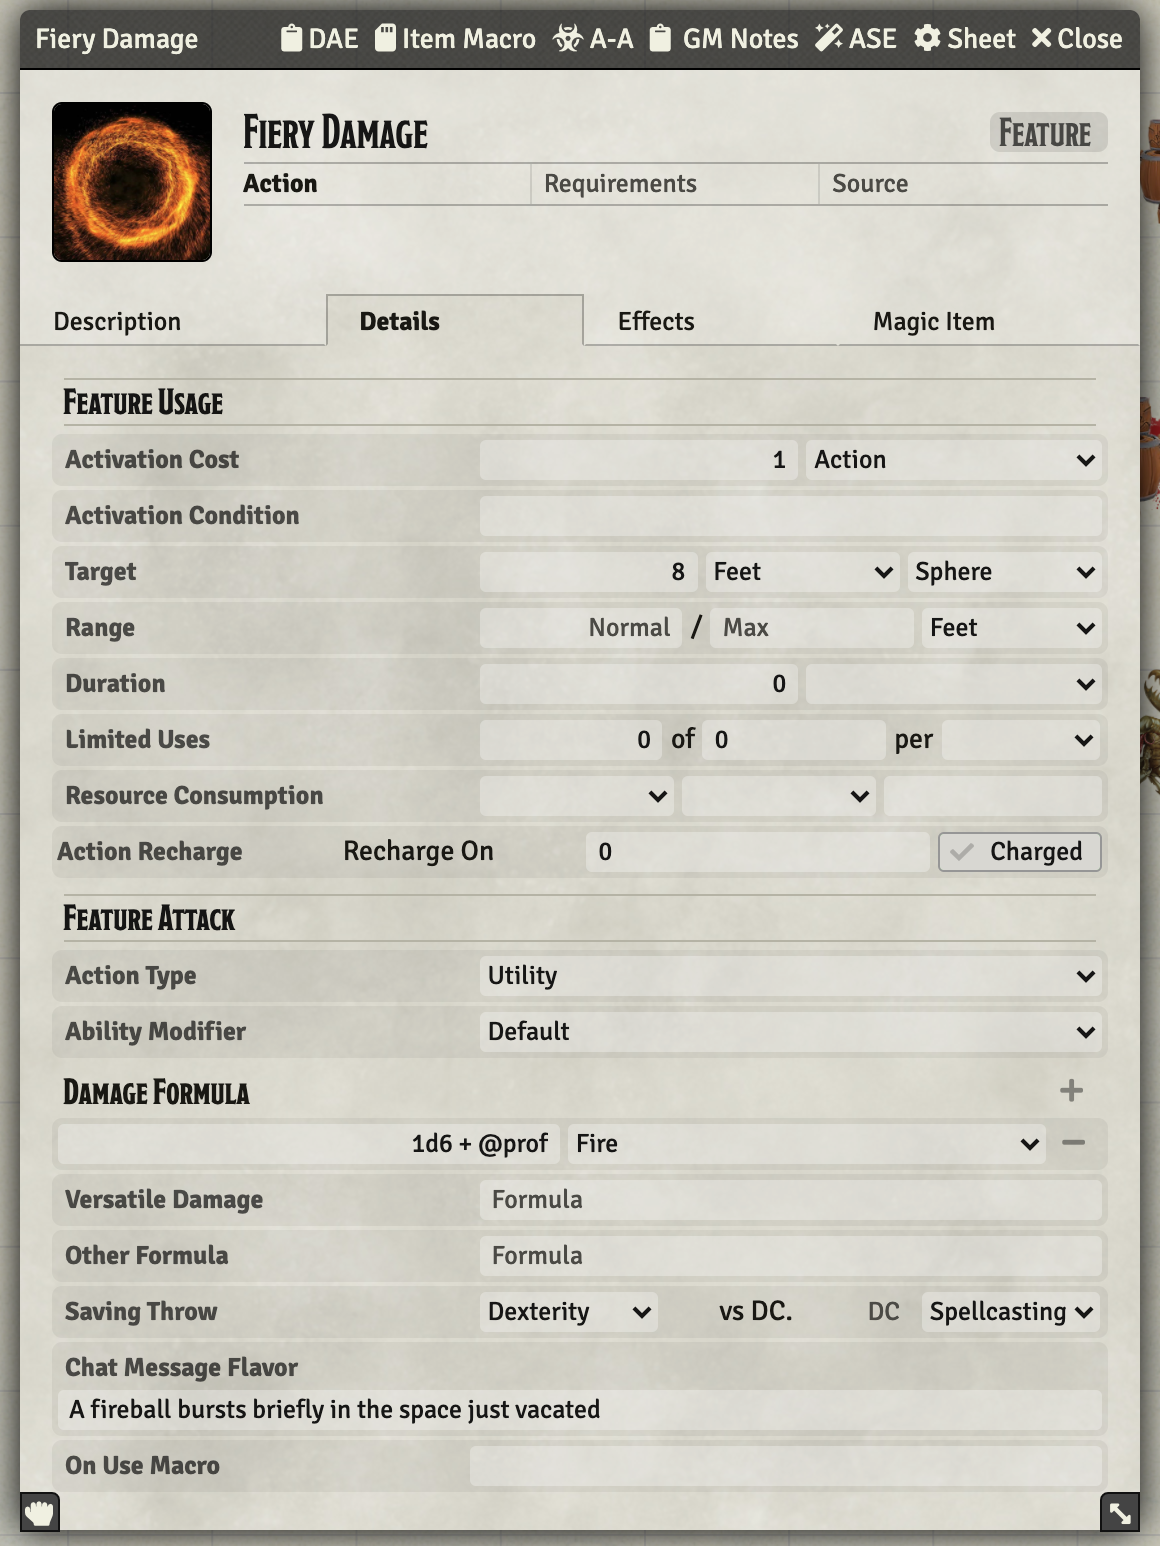 Fiery Damage DAE Item Macro A-A GM Notes ASE Sheet Close
Fiery Damage Feature
Action Requirements Source
Description Details Effects Magic Item
Feature Usage
Activation Cost 1 Action
Activation Condition
Target 8 Feet Sphere
Range Normal / Max Feet
Duration 0
Limited Uses 0 of 0 per
Resource Consumption
Action Recharge Recharge On 0 Charged
Feature Attack
Action Type Utility
Ability Modifier Default
Damage Formula
1d6 + @prof Fire
Versatile Damage Formula
Other Formula Formula
Saving Throw Dexterity vs DC. DC Spellcasting
Chat Message Flavor
A fireball bursts briefly in the space just vacated
On Use Macro